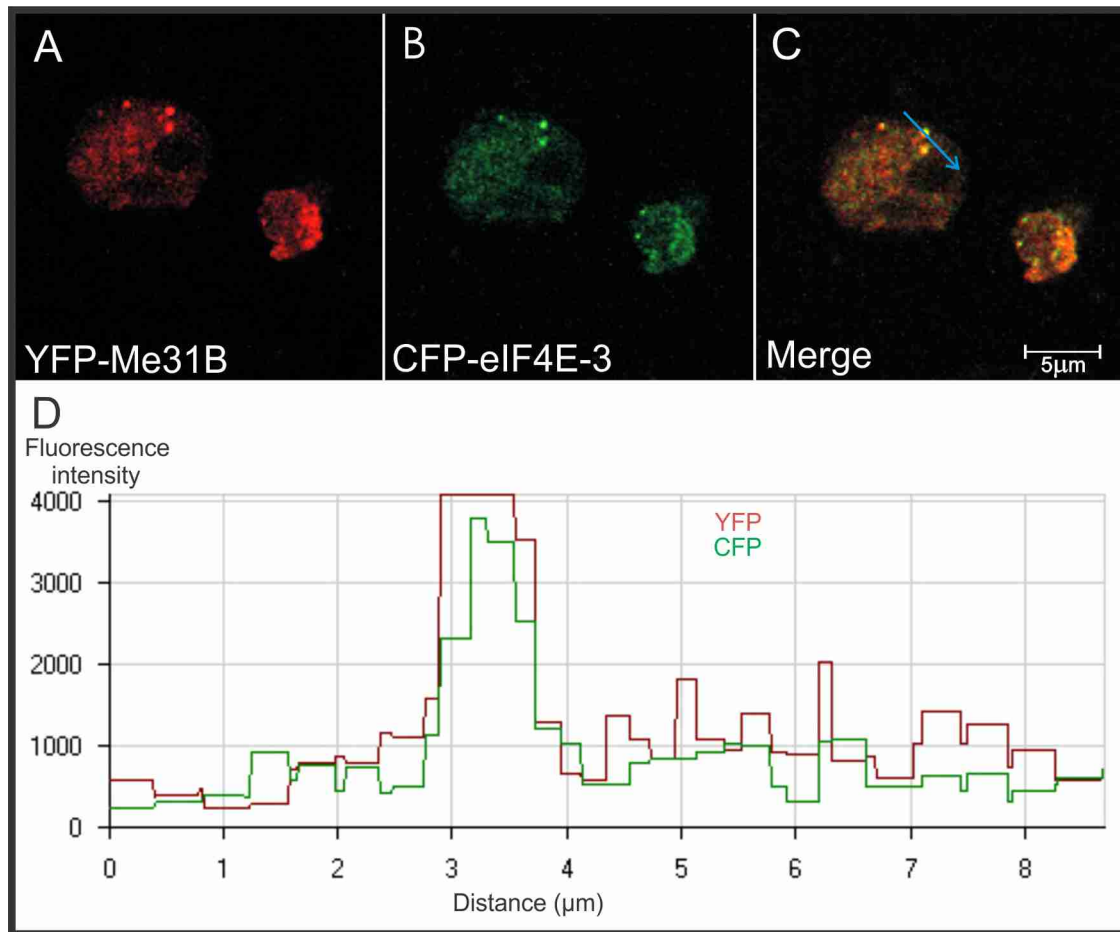 A
B
C
YFP-Me31B
CFP-eIF4E-3
Merge
5μm
D
Fluorescence
intensity
4000
3000
2000
1000
0
YFP
CFP
0 1 2 3 4 5 6 7 8
Distance (μm)